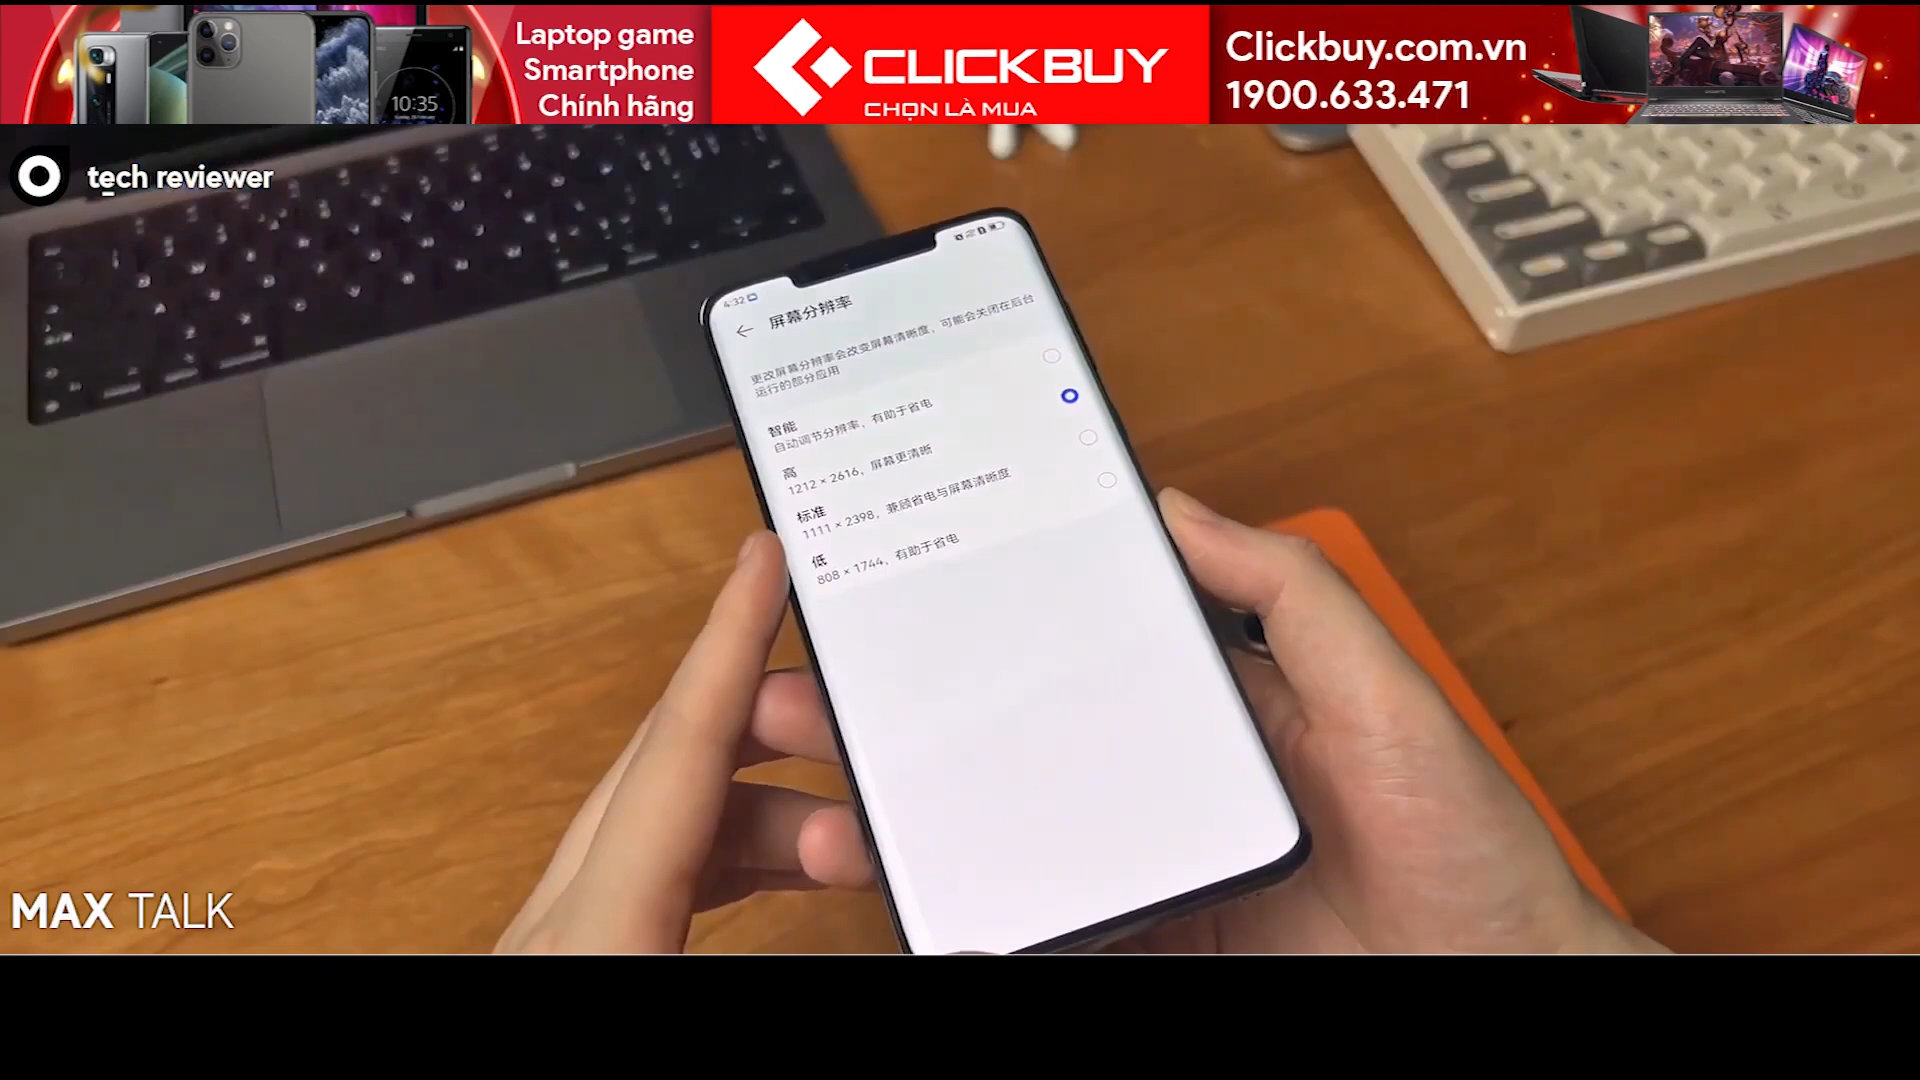 Laptop game
Smartphone
Chính hãng
10:35
CLICKBUY
CHỌN LÀ MUA
Clickbuy.com.vn
1900.633.471
tech reviewer
4:32
屏幕分辨率
更改屏幕分辨率会改变屏幕清晰度，可能会关闭在后台
运行的部分应用
智能
自动调节分辨率，有助于省电
高
1212 × 2616，屏幕更清晰
标准
1111 × 2398，兼顾省电与屏幕清晰度
低
808 × 1744，有助于省电
MAX TALK